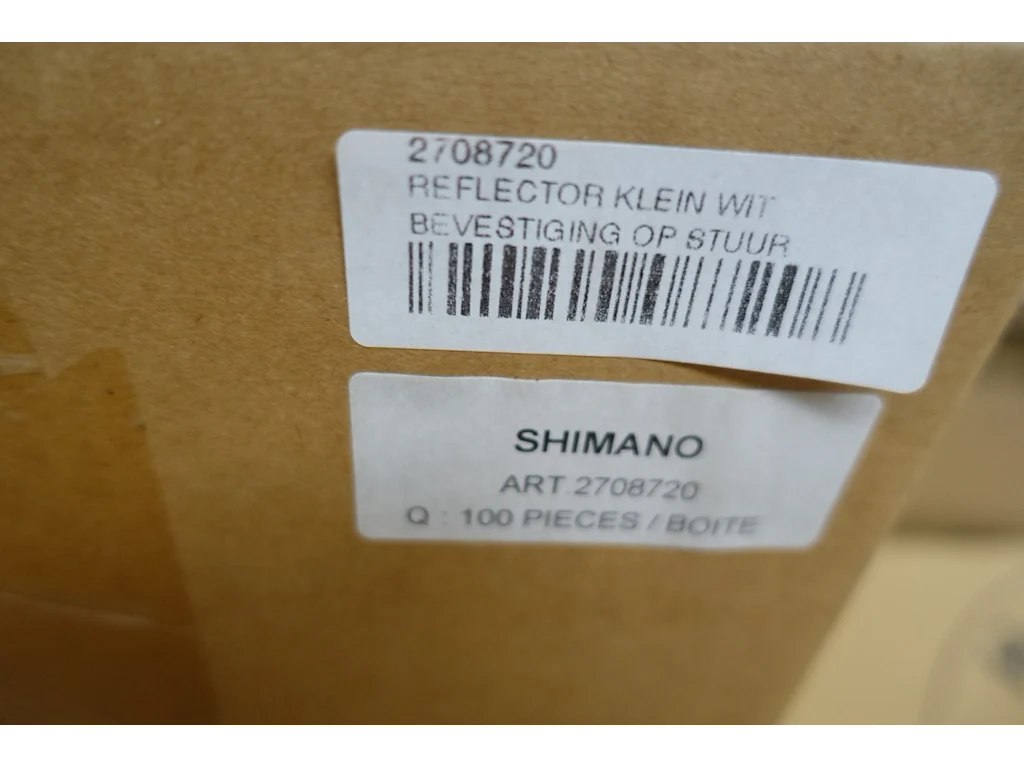 2708720
REFLECTOR KLEIN WIT
BEVESTIGING OP STUUR
SHIMANO
ART.2708720
Q : 100 PIECES / BOITE